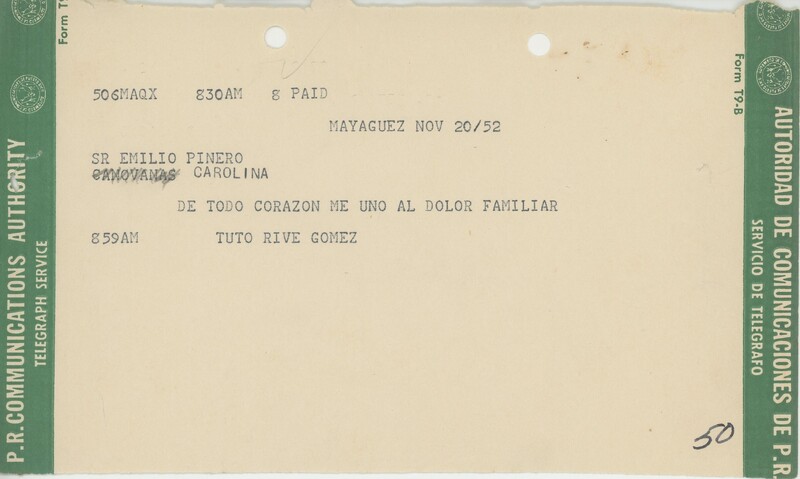 Form T9-B
506MAQX 830AM 8 PAID
MAYAGUEZ NOV 20/52
SR EMILIO PINERO
CANOVANAS CAROLINA
DE TODO CORAZON ME UNO AL DOLOR FAMILIAR
859AM TUTO RIVE GOMEZ
50
P.R. COMMUNICATIONS AUTHORITY
TELEGRAPH SERVICE
Form T9
AUTORIDAD DE COMUNICACIONES DE P.R.
SERVICIO DE TELEGRAFO